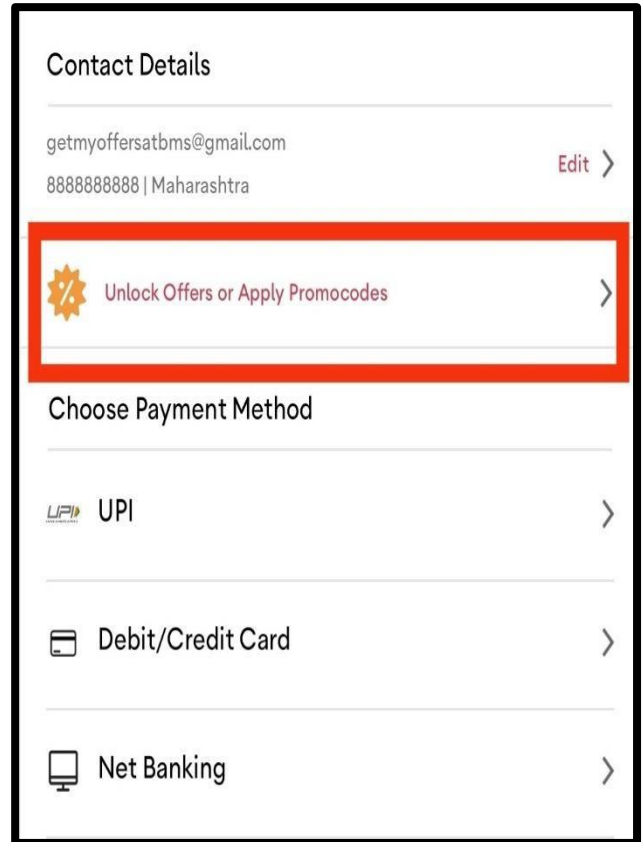 Contact Details
getmyoffersatbms@gmail.com
Edit
8888888888 | Maharashtra
Unlock Offers or Apply Promocodes
Choose Payment Method
UPI UPI
Debit/Credit Card
Net Banking